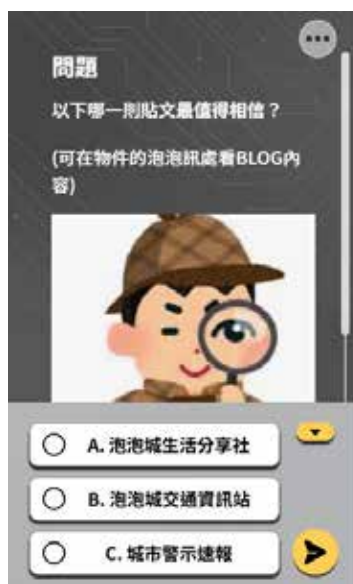 問題
以下哪一則貼文最值得相信？
(可在物件的泡泡訊處看BLOG內
容)
A. 泡泡城生活分享社
B. 泡泡城交通資訊站
C. 城市警示速報